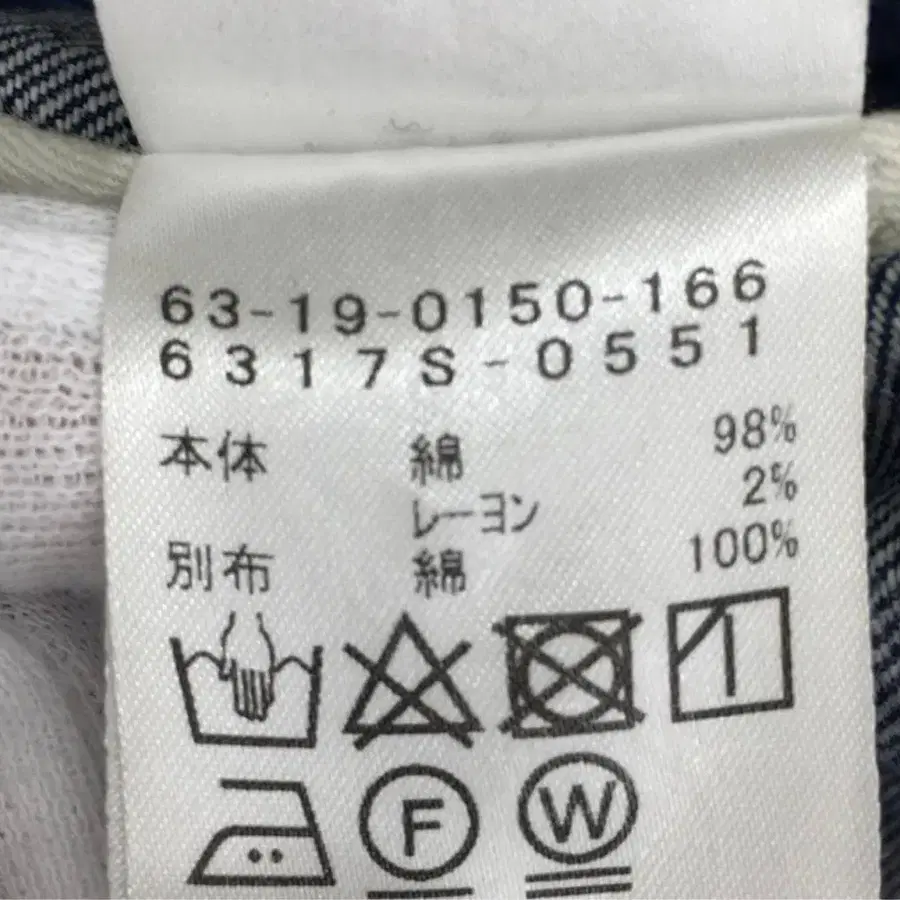 63-19-0150-166
6317S-0551
本体 綿 98%
レーヨン 2%
別布 綿 100%
F
W